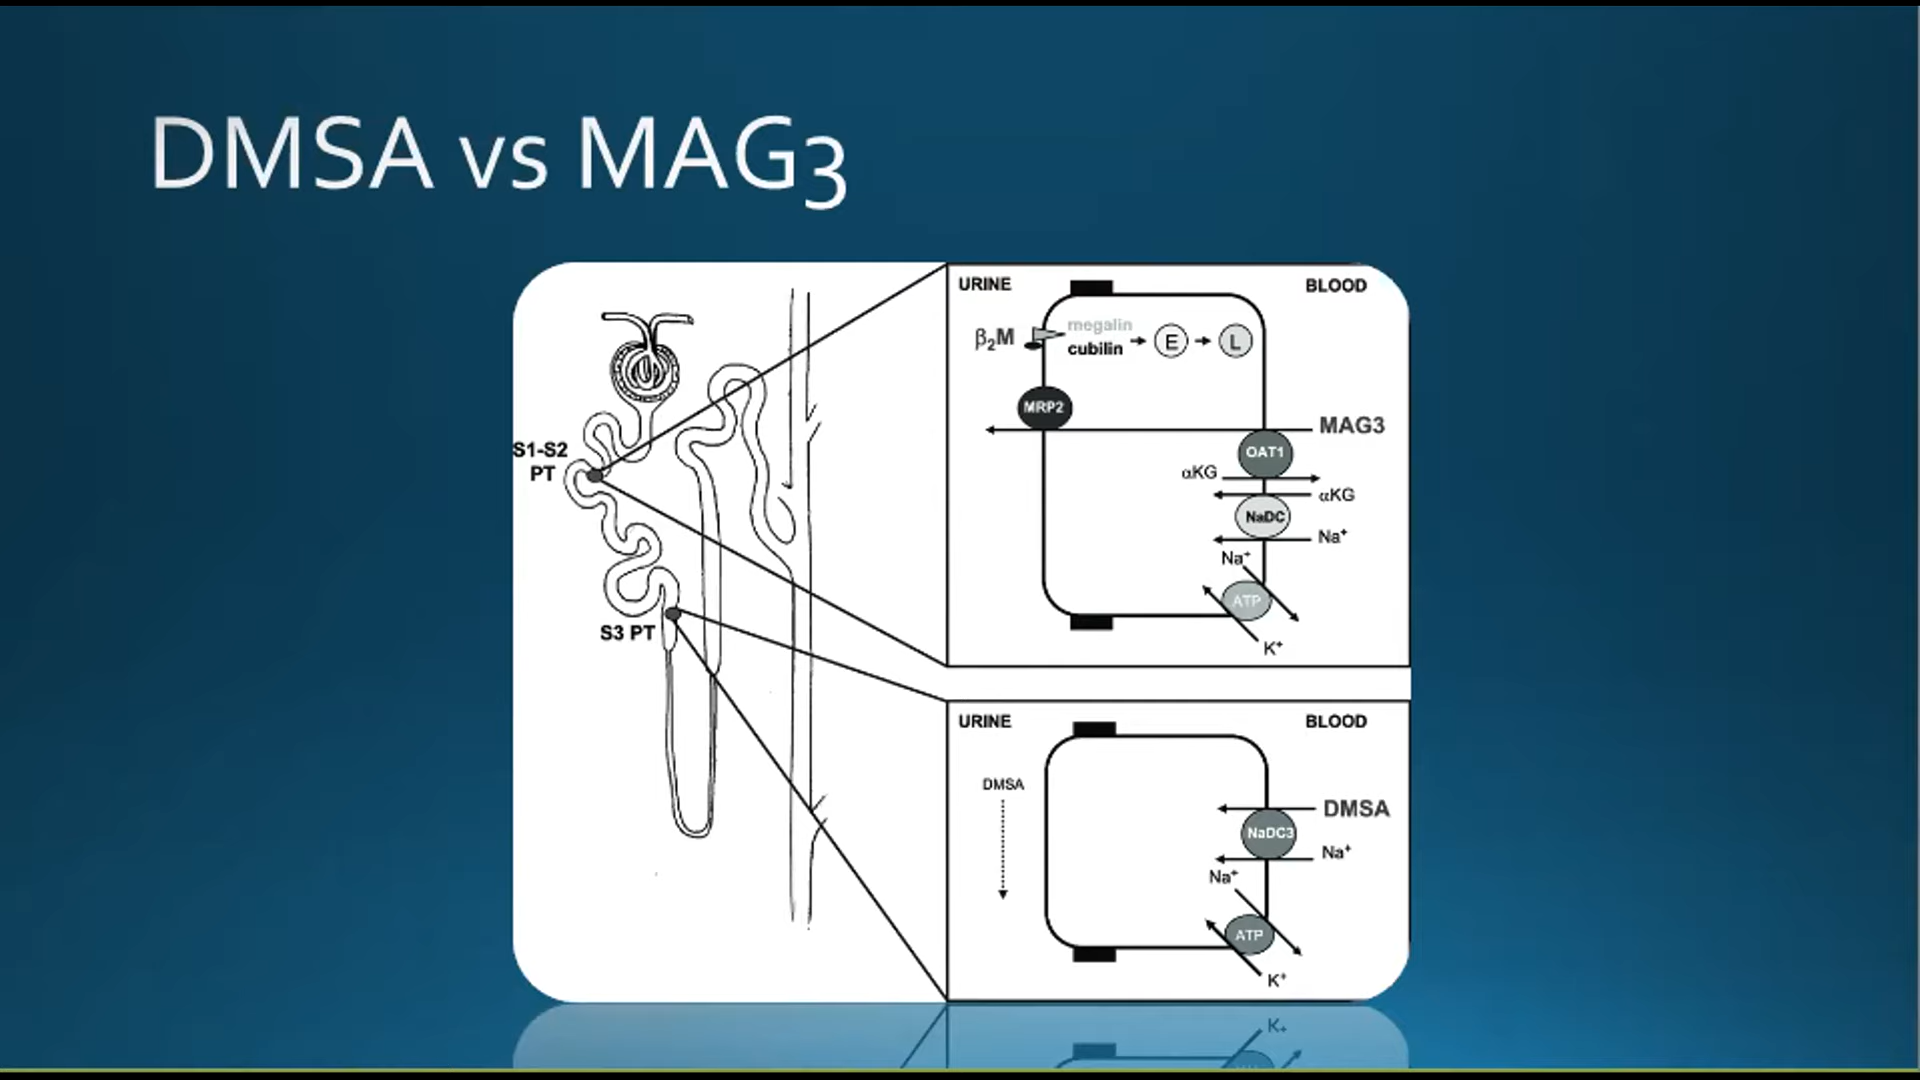 DMSA vs MAG3
URINE BLOOD
β₂M megalin
cubilin E L
MRP2
MAG3
OAT1
αKG
αKG
NaDC
Na⁺
Na⁺
ATP
K⁺
S1-S2
PT
S3 PT
URINE BLOOD
DMSA
DMSA
NaDC3
Na⁺
Na⁺
ATP
K⁺